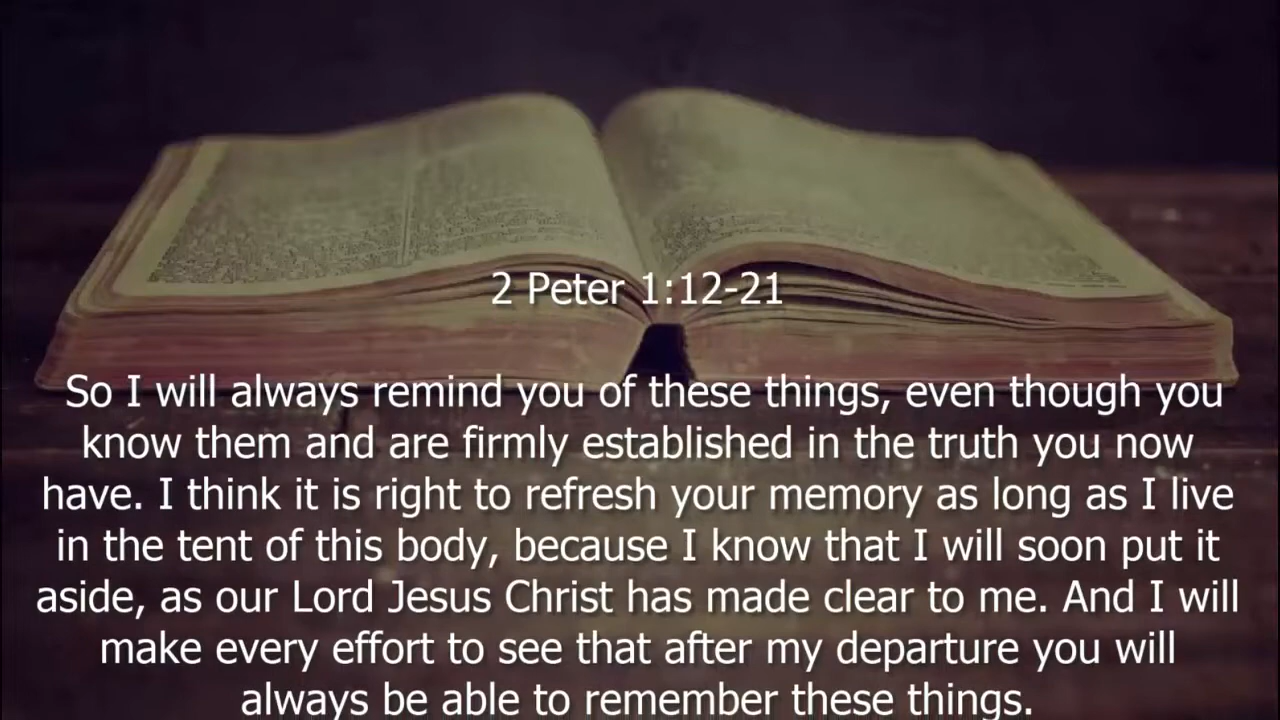 2 Peter 1:12-21
So I will always remind you of these things, even though you
know them and are firmly established in the truth you now
have. I think it is right to refresh your memory as long as I live
in the tent of this body, because I know that I will soon put it
aside, as our Lord Jesus Christ has made clear to me. And I will
make every effort to see that after my departure you will
always be able to remember these things.